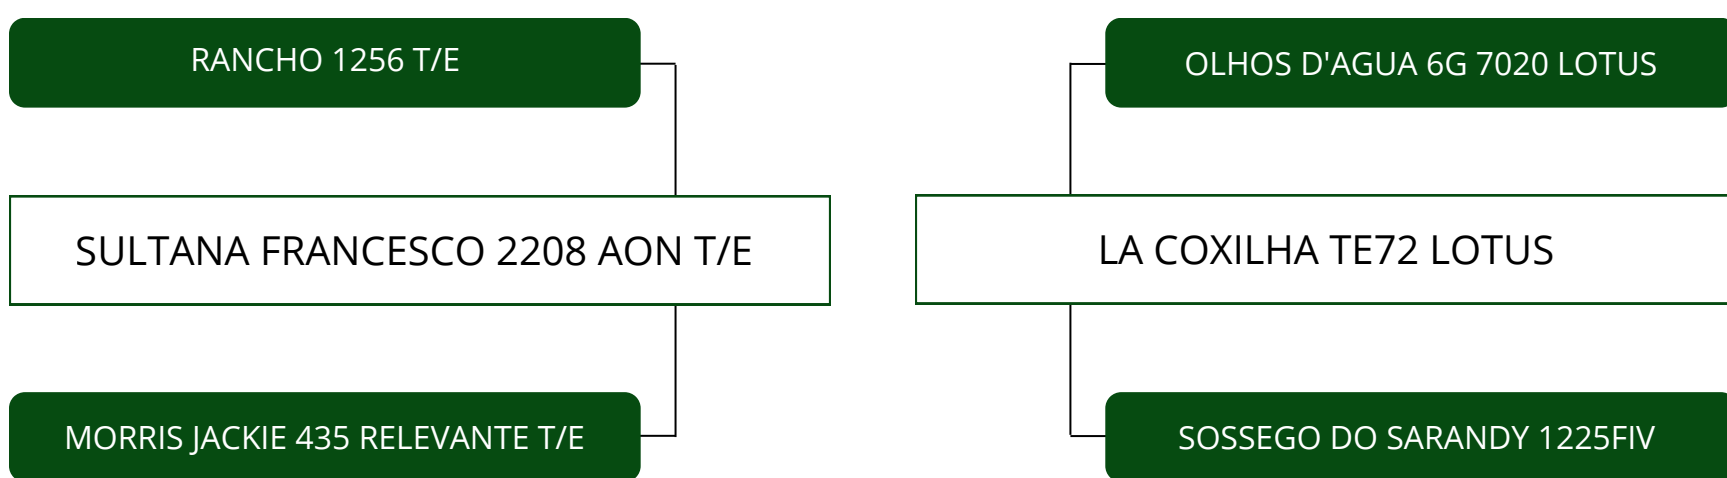 RANCHO 1256 T/E
OLHOS D'AGUA 6G 7020 LOTUS
SULTANA FRANCESCO 2208 AON T/E
LA COXILHA TE72 LOTUS
MORRIS JACKIE 435 RELEVANTE T/E
SOSSEGO DO SARANDY 1225FIV